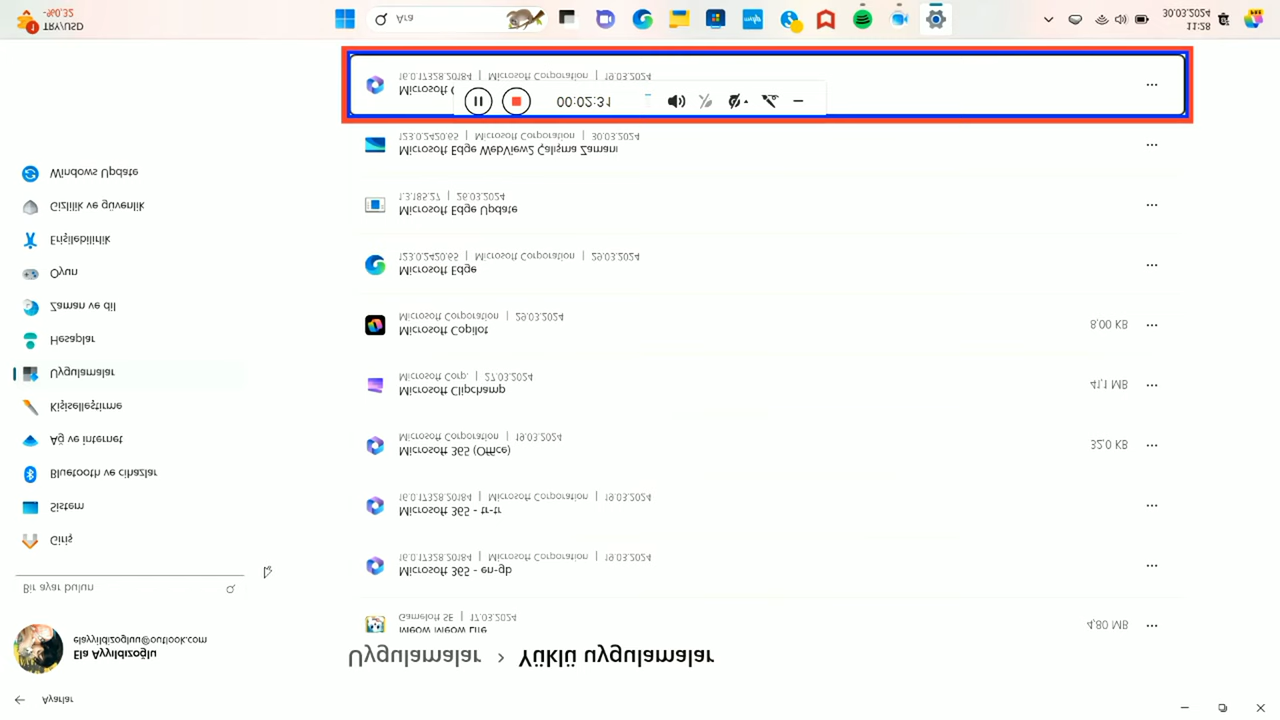 Ayarlar
Ela Ayyıldızoğlu
elayyildizogluu@outlook.com
Bir ayar bulun
Giriş
Sistem
Bluetooth ve cihazlar
Ağ ve internet
Kişiselleştirme
Uygulamalar
Hesaplar
Zaman ve dil
Oyun
Erişilebilirlik
Gizlilik ve güvenlik
Windows Update
Uygulamalar › Yüklü uygulamalar
Meow Meow Life
Gameloft SE | 17.03.2024
4,80 MB
Microsoft 365 - en-gb
16.0.17328.20184 | Microsoft Corporation | 19.03.2024
Microsoft 365 - tr-tr
16.0.17328.20184 | Microsoft Corporation | 19.03.2024
Microsoft 365 (Office)
Microsoft Corporation | 19.03.2024
32,0 KB
Microsoft Clipchamp
Microsoft Corp. | 27.03.2024
41,1 MB
Microsoft Copilot
Microsoft Corporation | 29.03.2024
8,00 KB
Microsoft Edge
123.0.2420.65 | Microsoft Corporation | 29.03.2024
Microsoft Edge Update
1.3.185.27 | 26.03.2024
Microsoft Edge WebView2 Çalışma Zamanı
123.0.2420.65 | Microsoft Corporation | 30.03.2024
Microsoft
16.0.17328.20184 | Microsoft Corporation | 19.03.2024
00:02:31
1
TRY/USD
-%0,32
Ara
11:28
30.03.2024